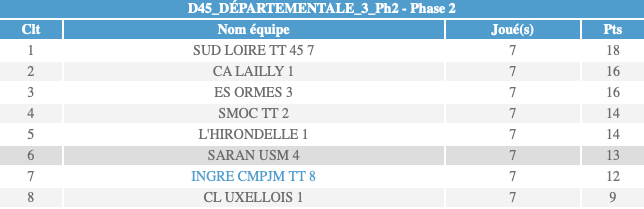 D45_DÉPARTEMENTALE_3_Ph2 - Phase 2
Clt Nom équipe Joué(s) Pts
1 SUD LOIRE TT 45 7 7 18
2 CA LAILLY 1 7 16
3 ES ORMES 3 7 16
4 SMOC TT 2 7 14
5 L'HIRONDELLE 1 7 14
6 SARAN USM 4 7 13
7 INGRE CMPJM TT 8 7 12
8 CL UXELLOIS 1 7 9